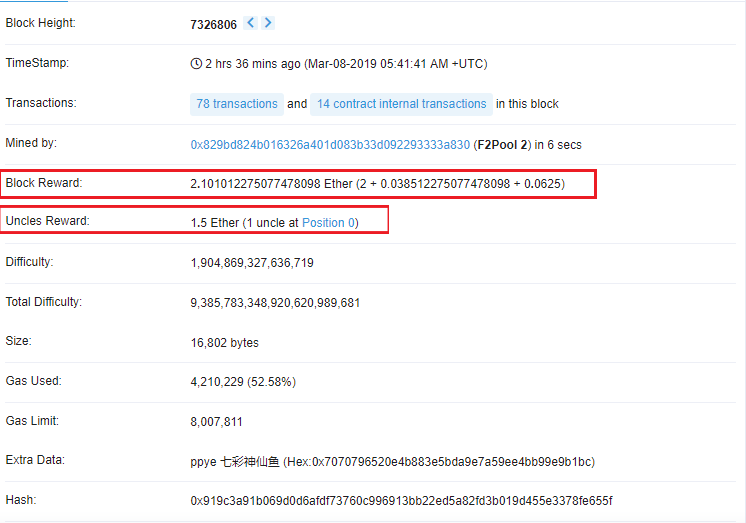 Block Height: 7326806
TimeStamp: 2 hrs 36 mins ago (Mar-08-2019 05:41:41 AM +UTC)
Transactions: 78 transactions and 14 contract internal transactions in this block
Mined by: 0x829bd824b016326a401d083b33d092293333a830 (F2Pool 2) in 6 secs
Block Reward: 2.101012275077478098 Ether (2 + 0.038512275077478098 + 0.0625)
Uncles Reward: 1.5 Ether (1 uncle at Position 0)
Difficulty: 1,904,869,327,636,719
Total Difficulty: 9,385,783,348,920,620,989,681
Size: 16,802 bytes
Gas Used: 4,210,229 (52.58%)
Gas Limit: 8,007,811
Extra Data: ppye 七彩神仙鱼 (Hex:0x7070796520e4b883e5bda9e7a59ee4bb99e9b1bc)
Hash: 0x919c3a91b069d0d6afdf73760c996913bb22ed5a82fd3b019d455e3378fe655f